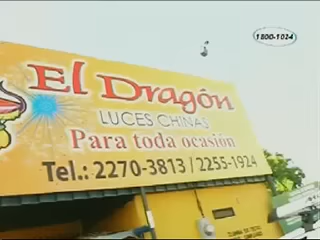 1800-1024
El Dragón
LUCES CHINAS
Para toda ocasión
Tel.: 2270-3813 / 2255-1924